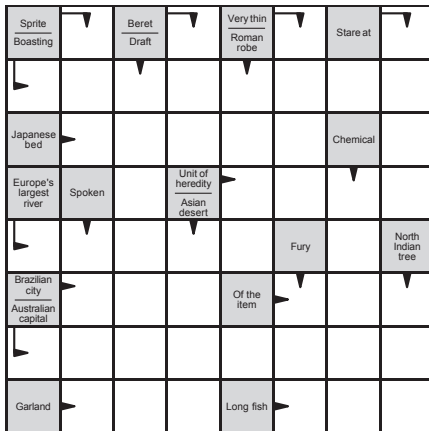 Sprite
Boasting
Beret
Draft
Very thin
Roman
robe
Stare at
Japanese
bed
Chemical
Europe's
largest
river
Spoken
Unit of
heredity
Asian
desert
Fury
North
Indian
tree
Brazilian
city
Australian
capital
Of the
item
Garland
Long fish